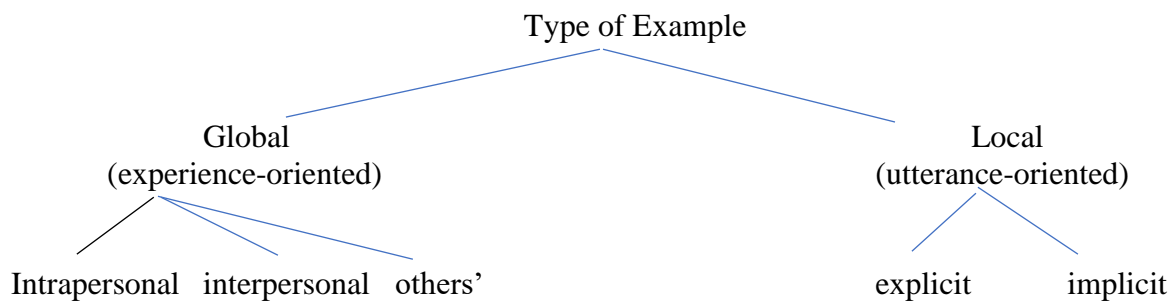 Type of Example
Global Local
(experience-oriented) (utterance-oriented)
Intrapersonal interpersonal others’ explicit implicit